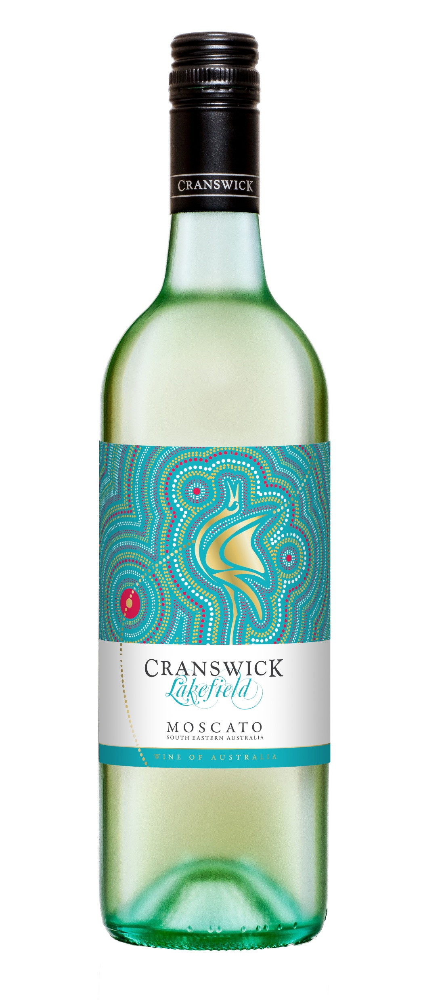 CRANSWICK
CRANSWICK
Lakefield
MOSCATO
SOUTH EASTERN AUSTRALIA
WINE OF AUSTRALIA